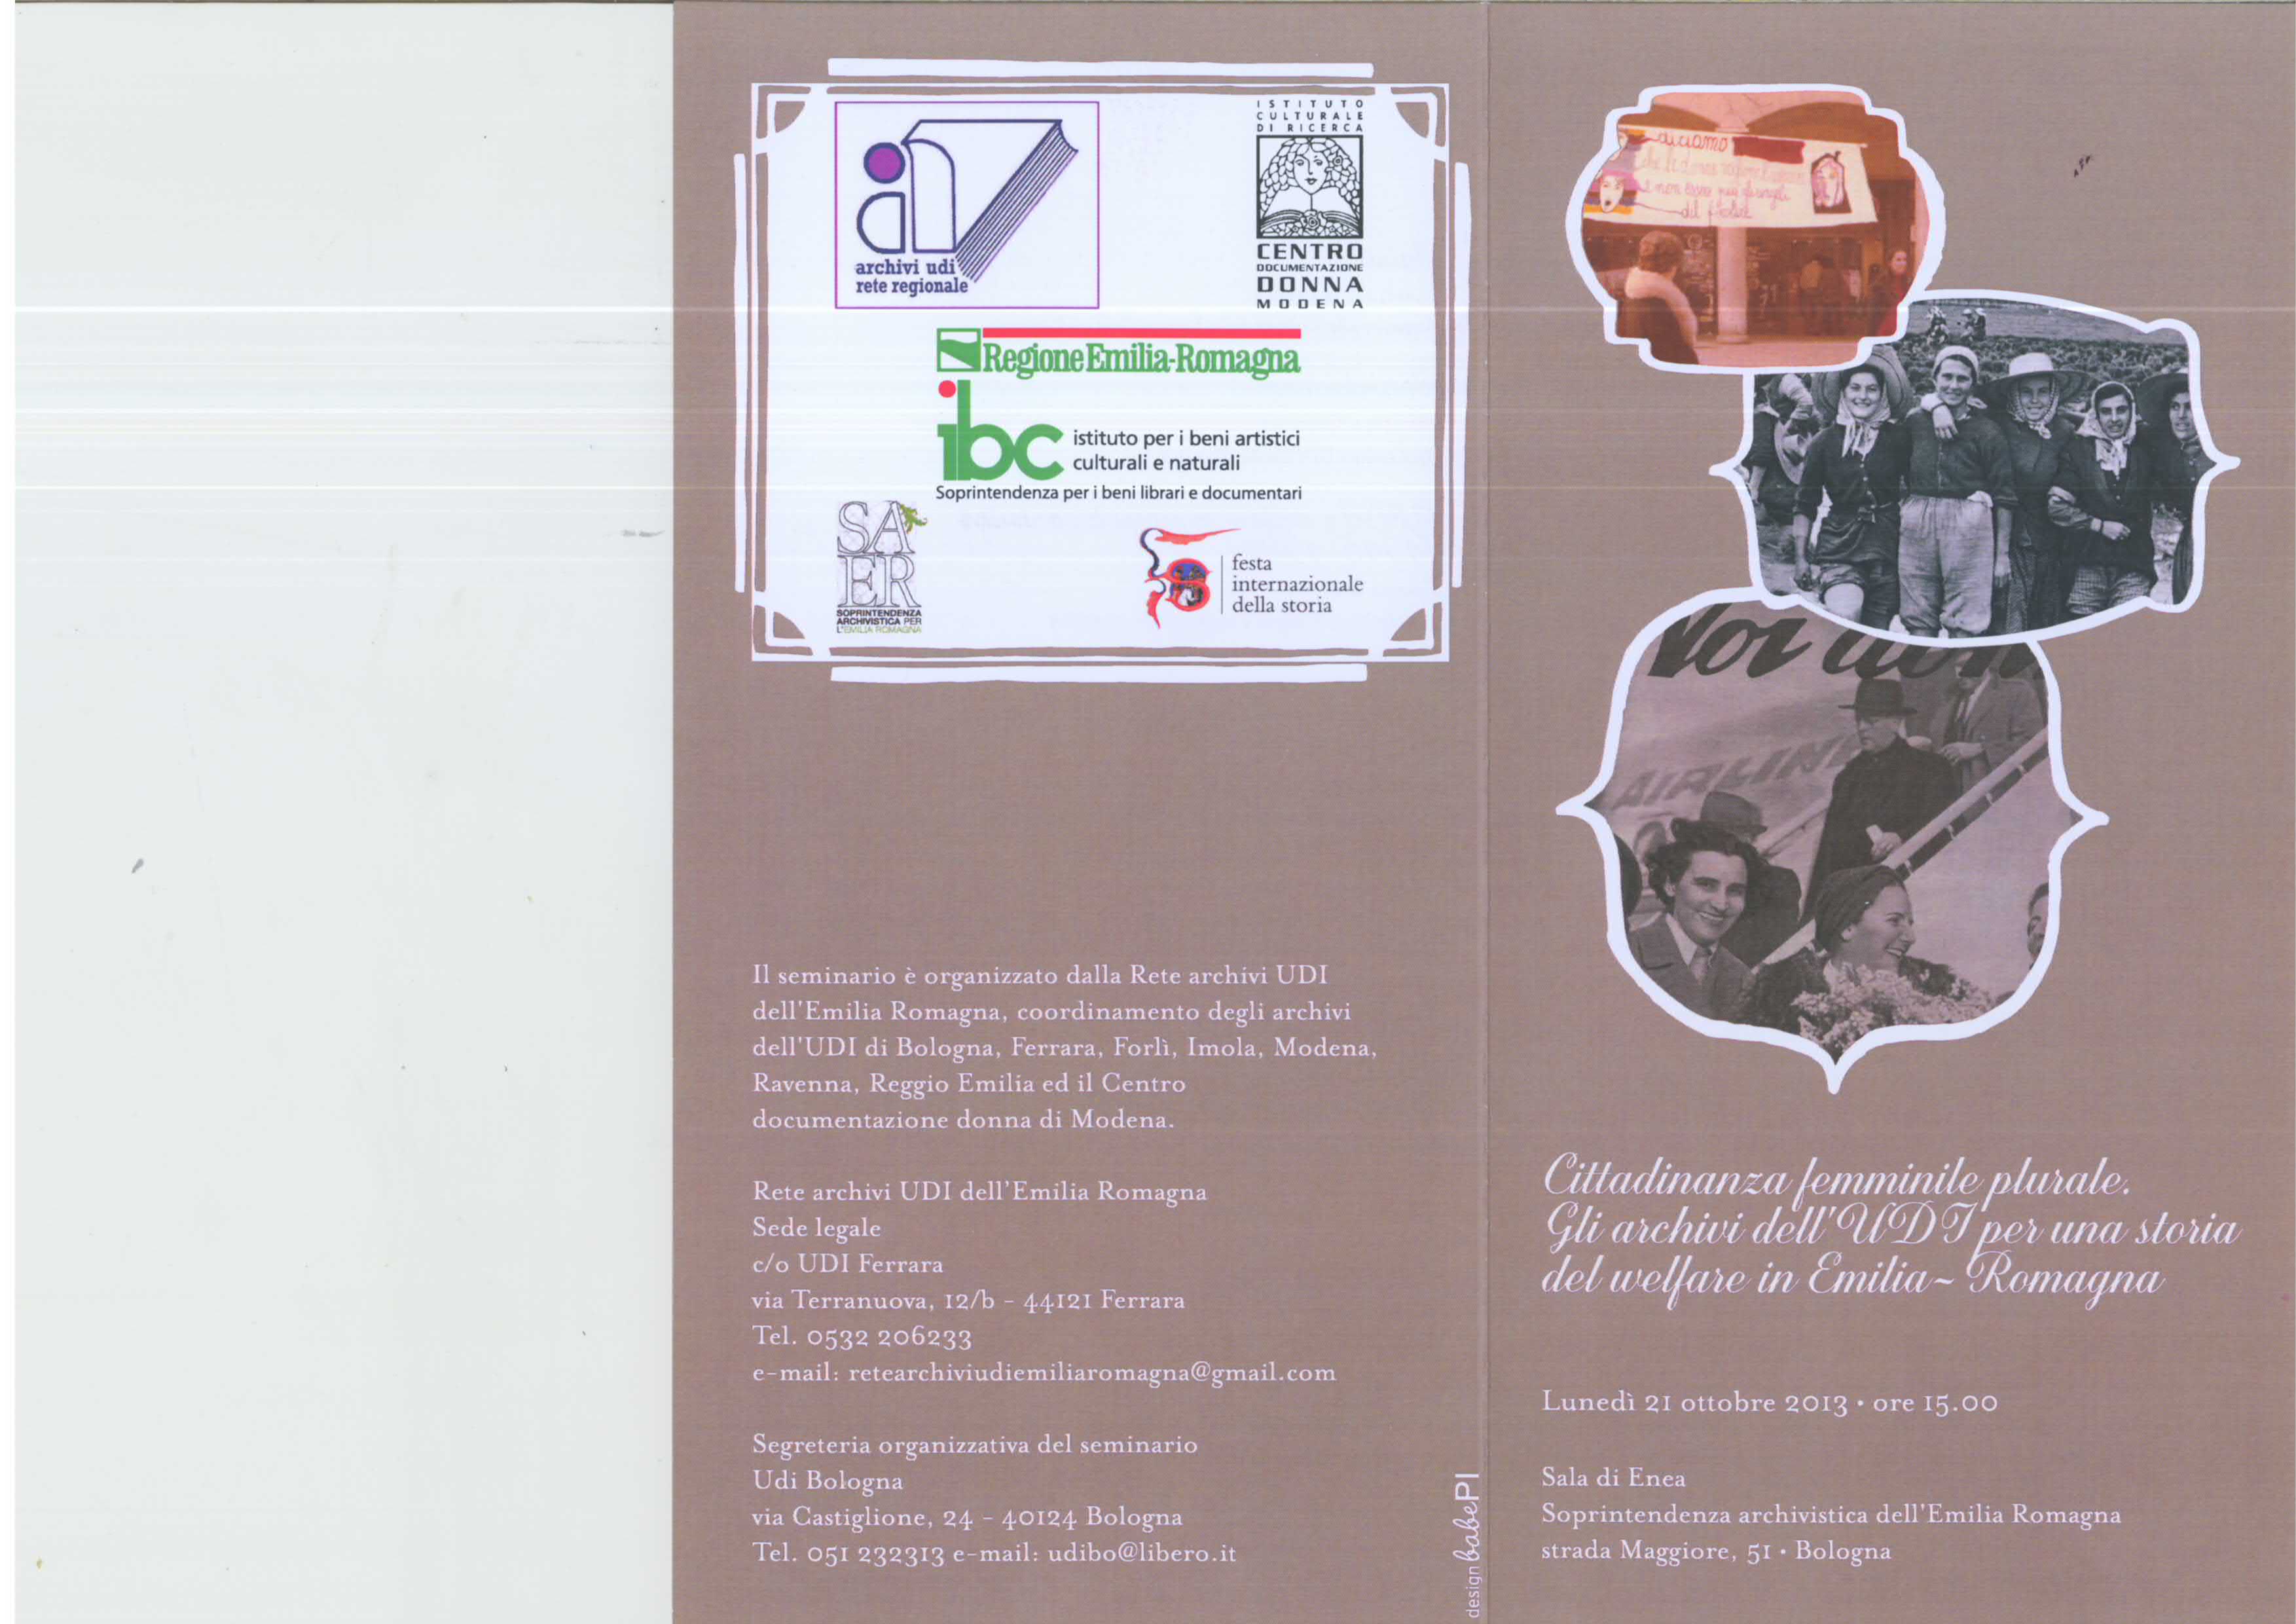 archivi udi
rete regionale
ISTITUTO
CULTURALE
DI RICERCA
CENTRO
DOCUMENTAZIONE
DONNA
MODENA
Regione Emilia-Romagna
ibc
istituto per i beni artistici
culturali e naturali
Soprintendenza per i beni librari e documentari
SA
ER
SOPRINTENDENZA
ARCHIVISTICA PER
L'EMILIA ROMAGNA
festa
internazionale
della storia
Il seminario è organizzato dalla Rete archivi UDI
dell'Emilia Romagna, coordinamento degli archivi
dell'UDI di Bologna, Ferrara, Forlì, Imola, Modena,
Ravenna, Reggio Emilia ed il Centro
documentazione donna di Modena.
Rete archivi UDI dell'Emilia Romagna
Sede legale
c/o UDI Ferrara
via Terranuova, 12/b - 44121 Ferrara
Tel. 0532 206233
e-mail: retearchiviudiemiliaromagna@gmail.com
Segreteria organizzativa del seminario
Udi Bologna
via Castiglione, 24 - 40124 Bologna
Tel. 051 232313 e-mail: udibo@libero.it
design babePI
diciamo
Noi don
AIRLIN
Cittadinanza femminile plurale.
Gli archivi dell'UDI per una storia
del welfare in Emilia-Romagna
Lunedì 21 ottobre 2013 • ore 15.00
Sala di Enea
Soprintendenza archivistica dell'Emilia Romagna
strada Maggiore, 51 • Bologna